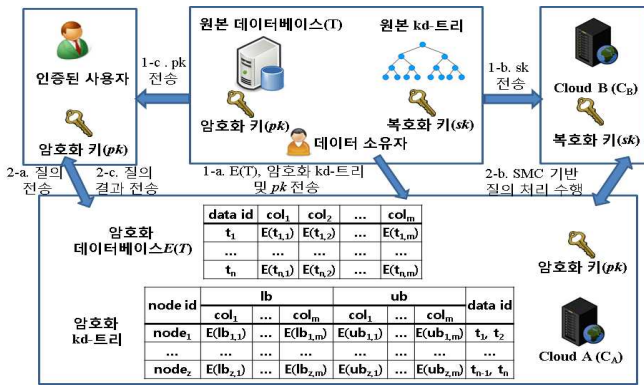 원본 데이터베이스(T)
원본 kd-트리
인증된 사용자
암호화 키(pk)
1-c . pk
전송
암호화 키(pk)
복호화 키(sk)
데이터 소유자
1-b. sk
전송
Cloud B (C_B)
복호화 키(sk)
2-a. 질의
전송
2-c. 질의
결과 전송
1-a. E(T), 암호화 kd-트리
및 pk 전송
2-b. SMC 기반
질의 처리 수행
암호화
데이터베이스E(T)
data id col₁ col₂ ... colₘ
t₁ E(t₁,₁) E(t₁,₂) ... E(t₁,ₘ)
... ... ... ...
tₙ E(tₙ,₁) E(tₙ,₂) ... E(tₙ,ₘ)
암호화 키(pk)
Cloud A (C_A)
암호화
kd-트리
node id lb ub data id
col₁ ... colₘ col₁ ... colₘ
node₁ E(lb₁,₁) ... E(lb₁,ₘ) E(ub₁,₁) ... E(ub₁,ₘ) t₁, t₂
... ... ... ... ... ... ... ...
node_z E(lb_z,₁) ... E(lb_z,ₘ) E(ub_z,₁) ... E(ub_z,ₘ) tₙ₋₁, tₙ